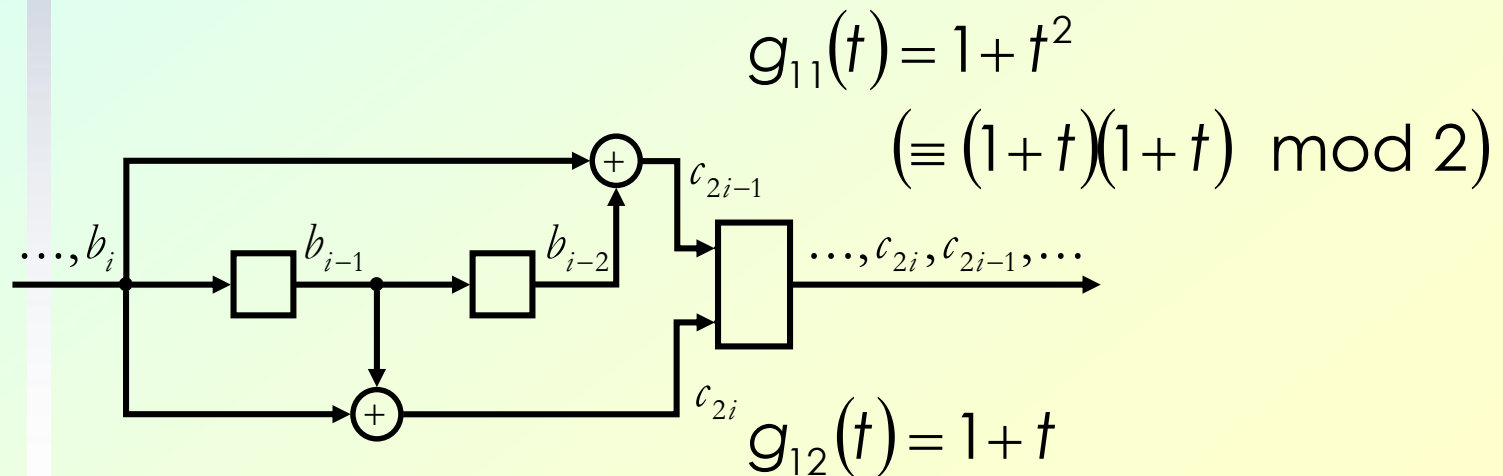 g₁₁(t) = 1 + t²
(≡ (1 + t)(1 + t) mod 2)
+
c₂ᵢ₋₁
…, bᵢ
bᵢ₋₁
bᵢ₋₂
…, c₂ᵢ, c₂ᵢ₋₁, …
+
c₂ᵢ
g₁₂(t) = 1 + t